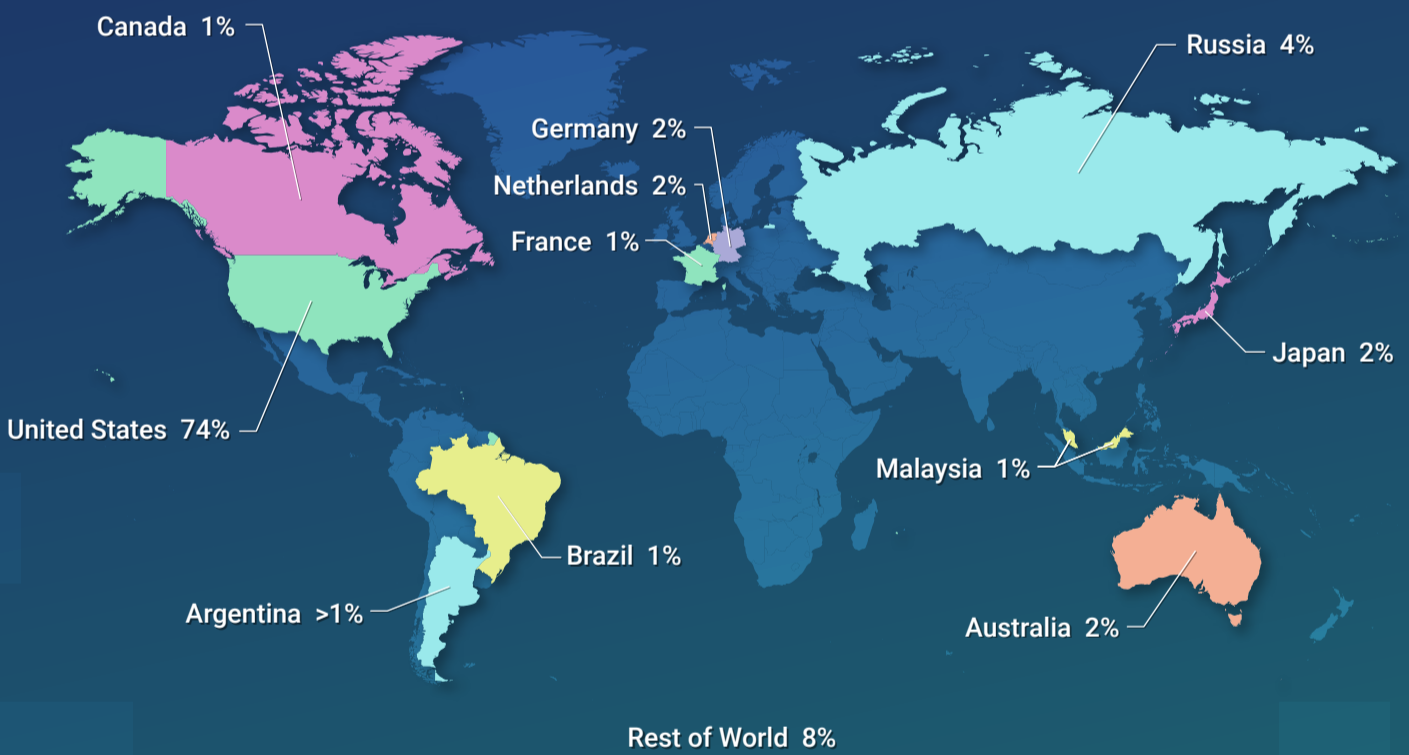 Canada 1%
Russia 4%
Germany 2%
Netherlands 2%
France 1%
Japan 2%
United States 74%
Malaysia 1%
Brazil 1%
Argentina >1%
Australia 2%
Rest of World 8%